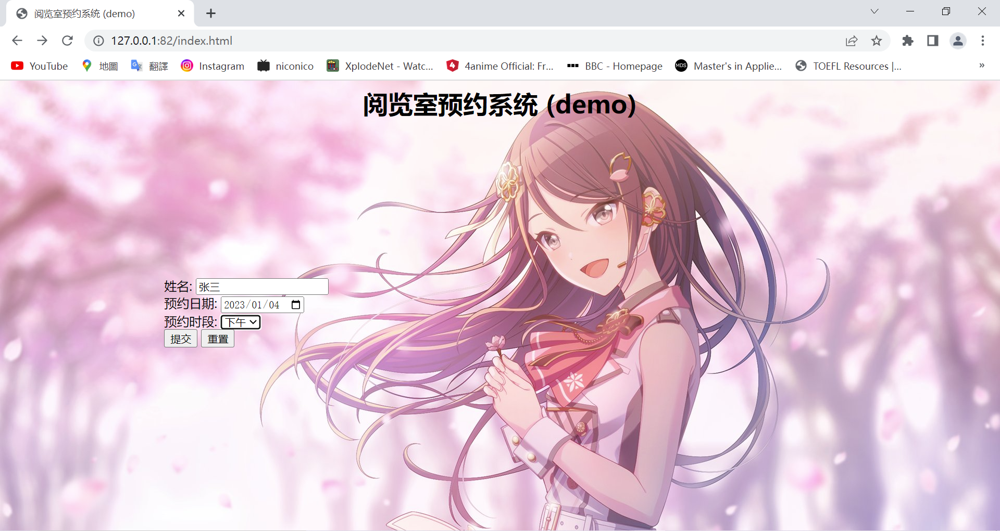 阅览室预约系统 (demo)
127.0.0.1:82/index.html
YouTube 地圖 翻譯 Instagram niconico XplodeNet - Watc... 4anime Official: Fr... BBC - Homepage MDS Master's in Applie... TOEFL Resources |... »
阅览室预约系统 (demo)
姓名: 张三
预约日期: 2023/01/04
预约时段: 下午
提交 重置